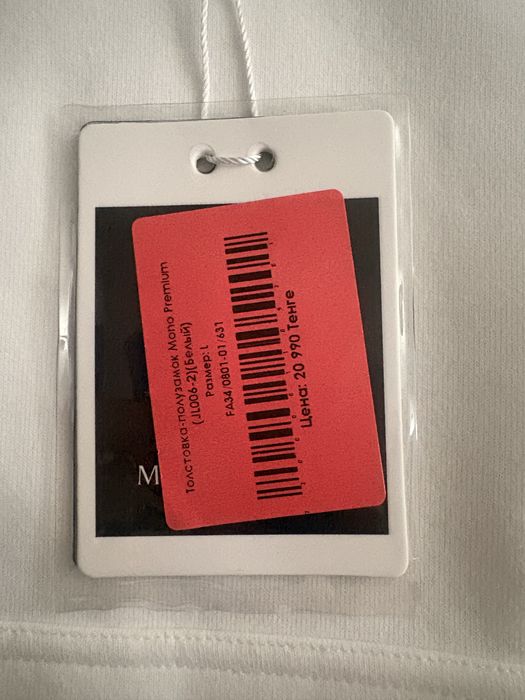 Толстовка-полузамок Mono Premium
(JL006-2)(Белый)
Размер: L
FA34/0801-01/631
Цена: 20 990 Тенге
M